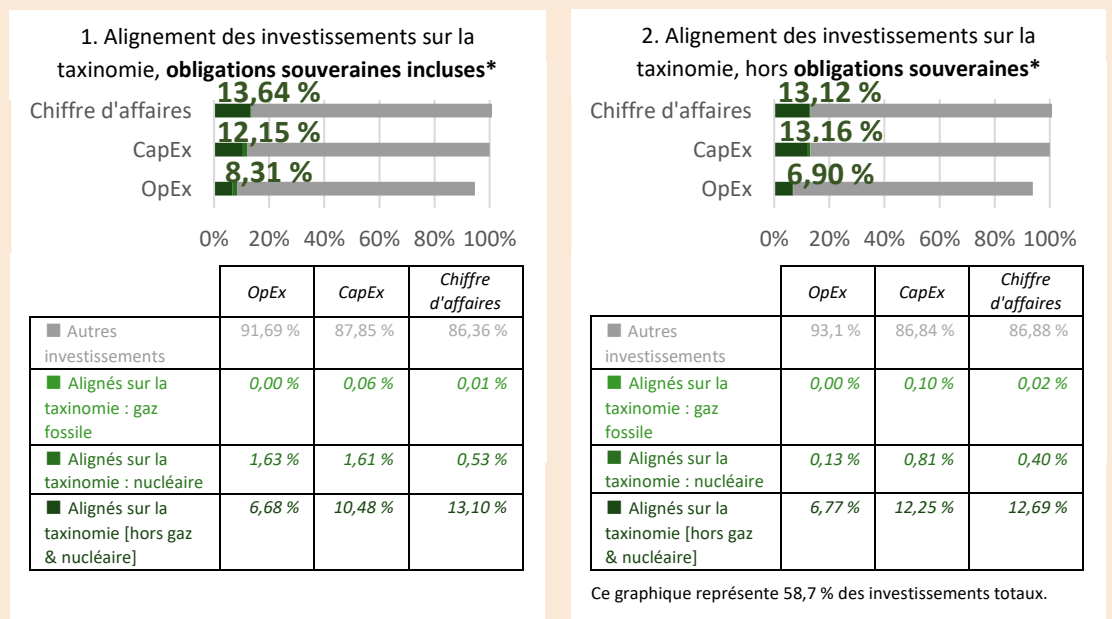 1. Alignement des investissements sur la
taxinomie, obligations souveraines incluses*
13,64 %
Chiffre d'affaires
12,15 %
CapEx
8,31 %
OpEx
0% 20% 40% 60% 80% 100%
OpEx CapEx Chiffre
d'affaires
Autres 91,69 % 87,85 % 86,36 %
investissements
Alignés sur la 0,00 % 0,06 % 0,01 %
taxinomie : gaz
fossile
Alignés sur la 1,63 % 1,61 % 0,53 %
taxinomie : nucléaire
Alignés sur la 6,68 % 10,48 % 13,10 %
taxinomie [hors gaz
& nucléaire]
2. Alignement des investissements sur la
taxinomie, hors obligations souveraines*
13,12 %
Chiffre d'affaires
13,16 %
CapEx
6,90 %
OpEx
0% 20% 40% 60% 80% 100%
OpEx CapEx Chiffre
d'affaires
Autres 93,1 % 86,84 % 86,88 %
investissements
Alignés sur la 0,00 % 0,10 % 0,02 %
taxinomie : gaz
fossile
Alignés sur la 0,13 % 0,81 % 0,40 %
taxinomie : nucléaire
Alignés sur la 6,77 % 12,25 % 12,69 %
taxinomie [hors gaz
& nucléaire]
Ce graphique représente 58,7 % des investissements totaux.